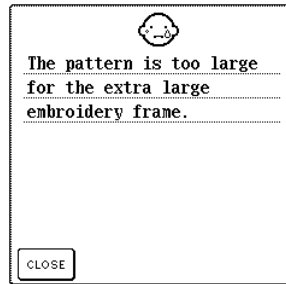 The pattern is too large
for the extra large
embroidery frame.
CLOSE